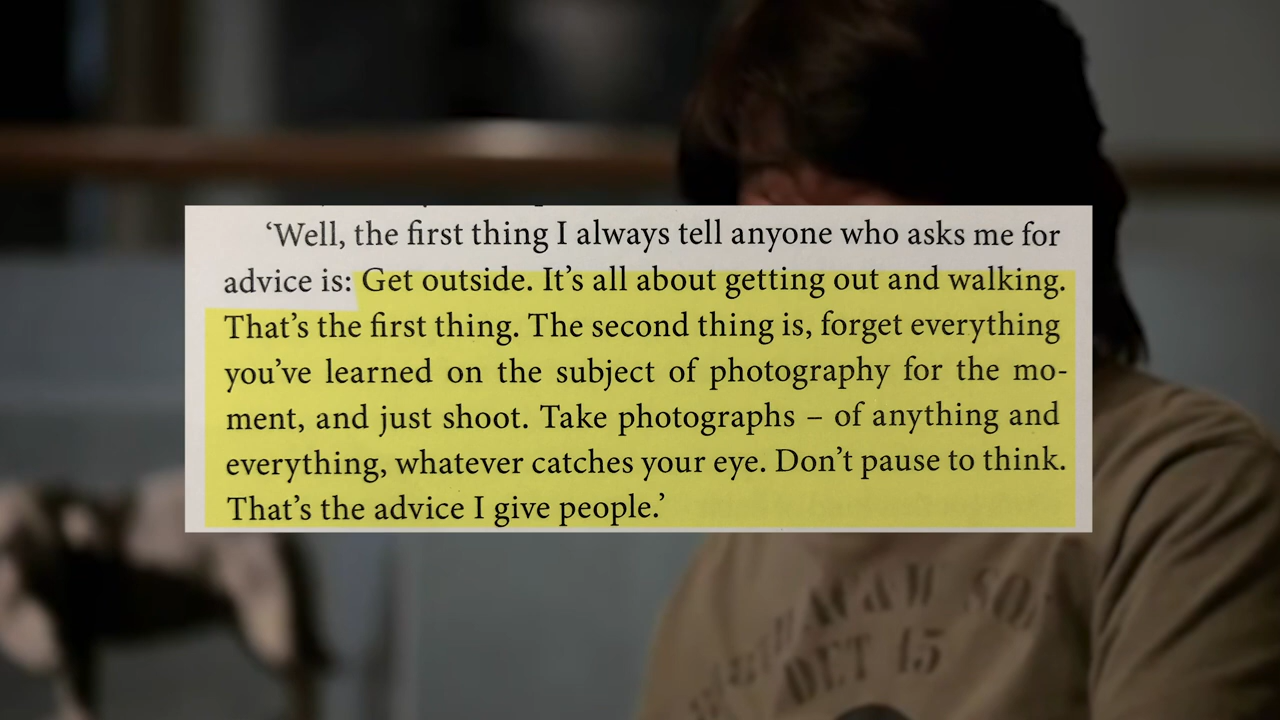 ‘Well, the first thing I always tell anyone who asks me for
advice is: Get outside. It’s all about getting out and walking.
That’s the first thing. The second thing is, forget everything
you’ve learned on the subject of photography for the mo-
ment, and just shoot. Take photographs – of anything and
everything, whatever catches your eye. Don’t pause to think.
That’s the advice I give people.’
DET 15